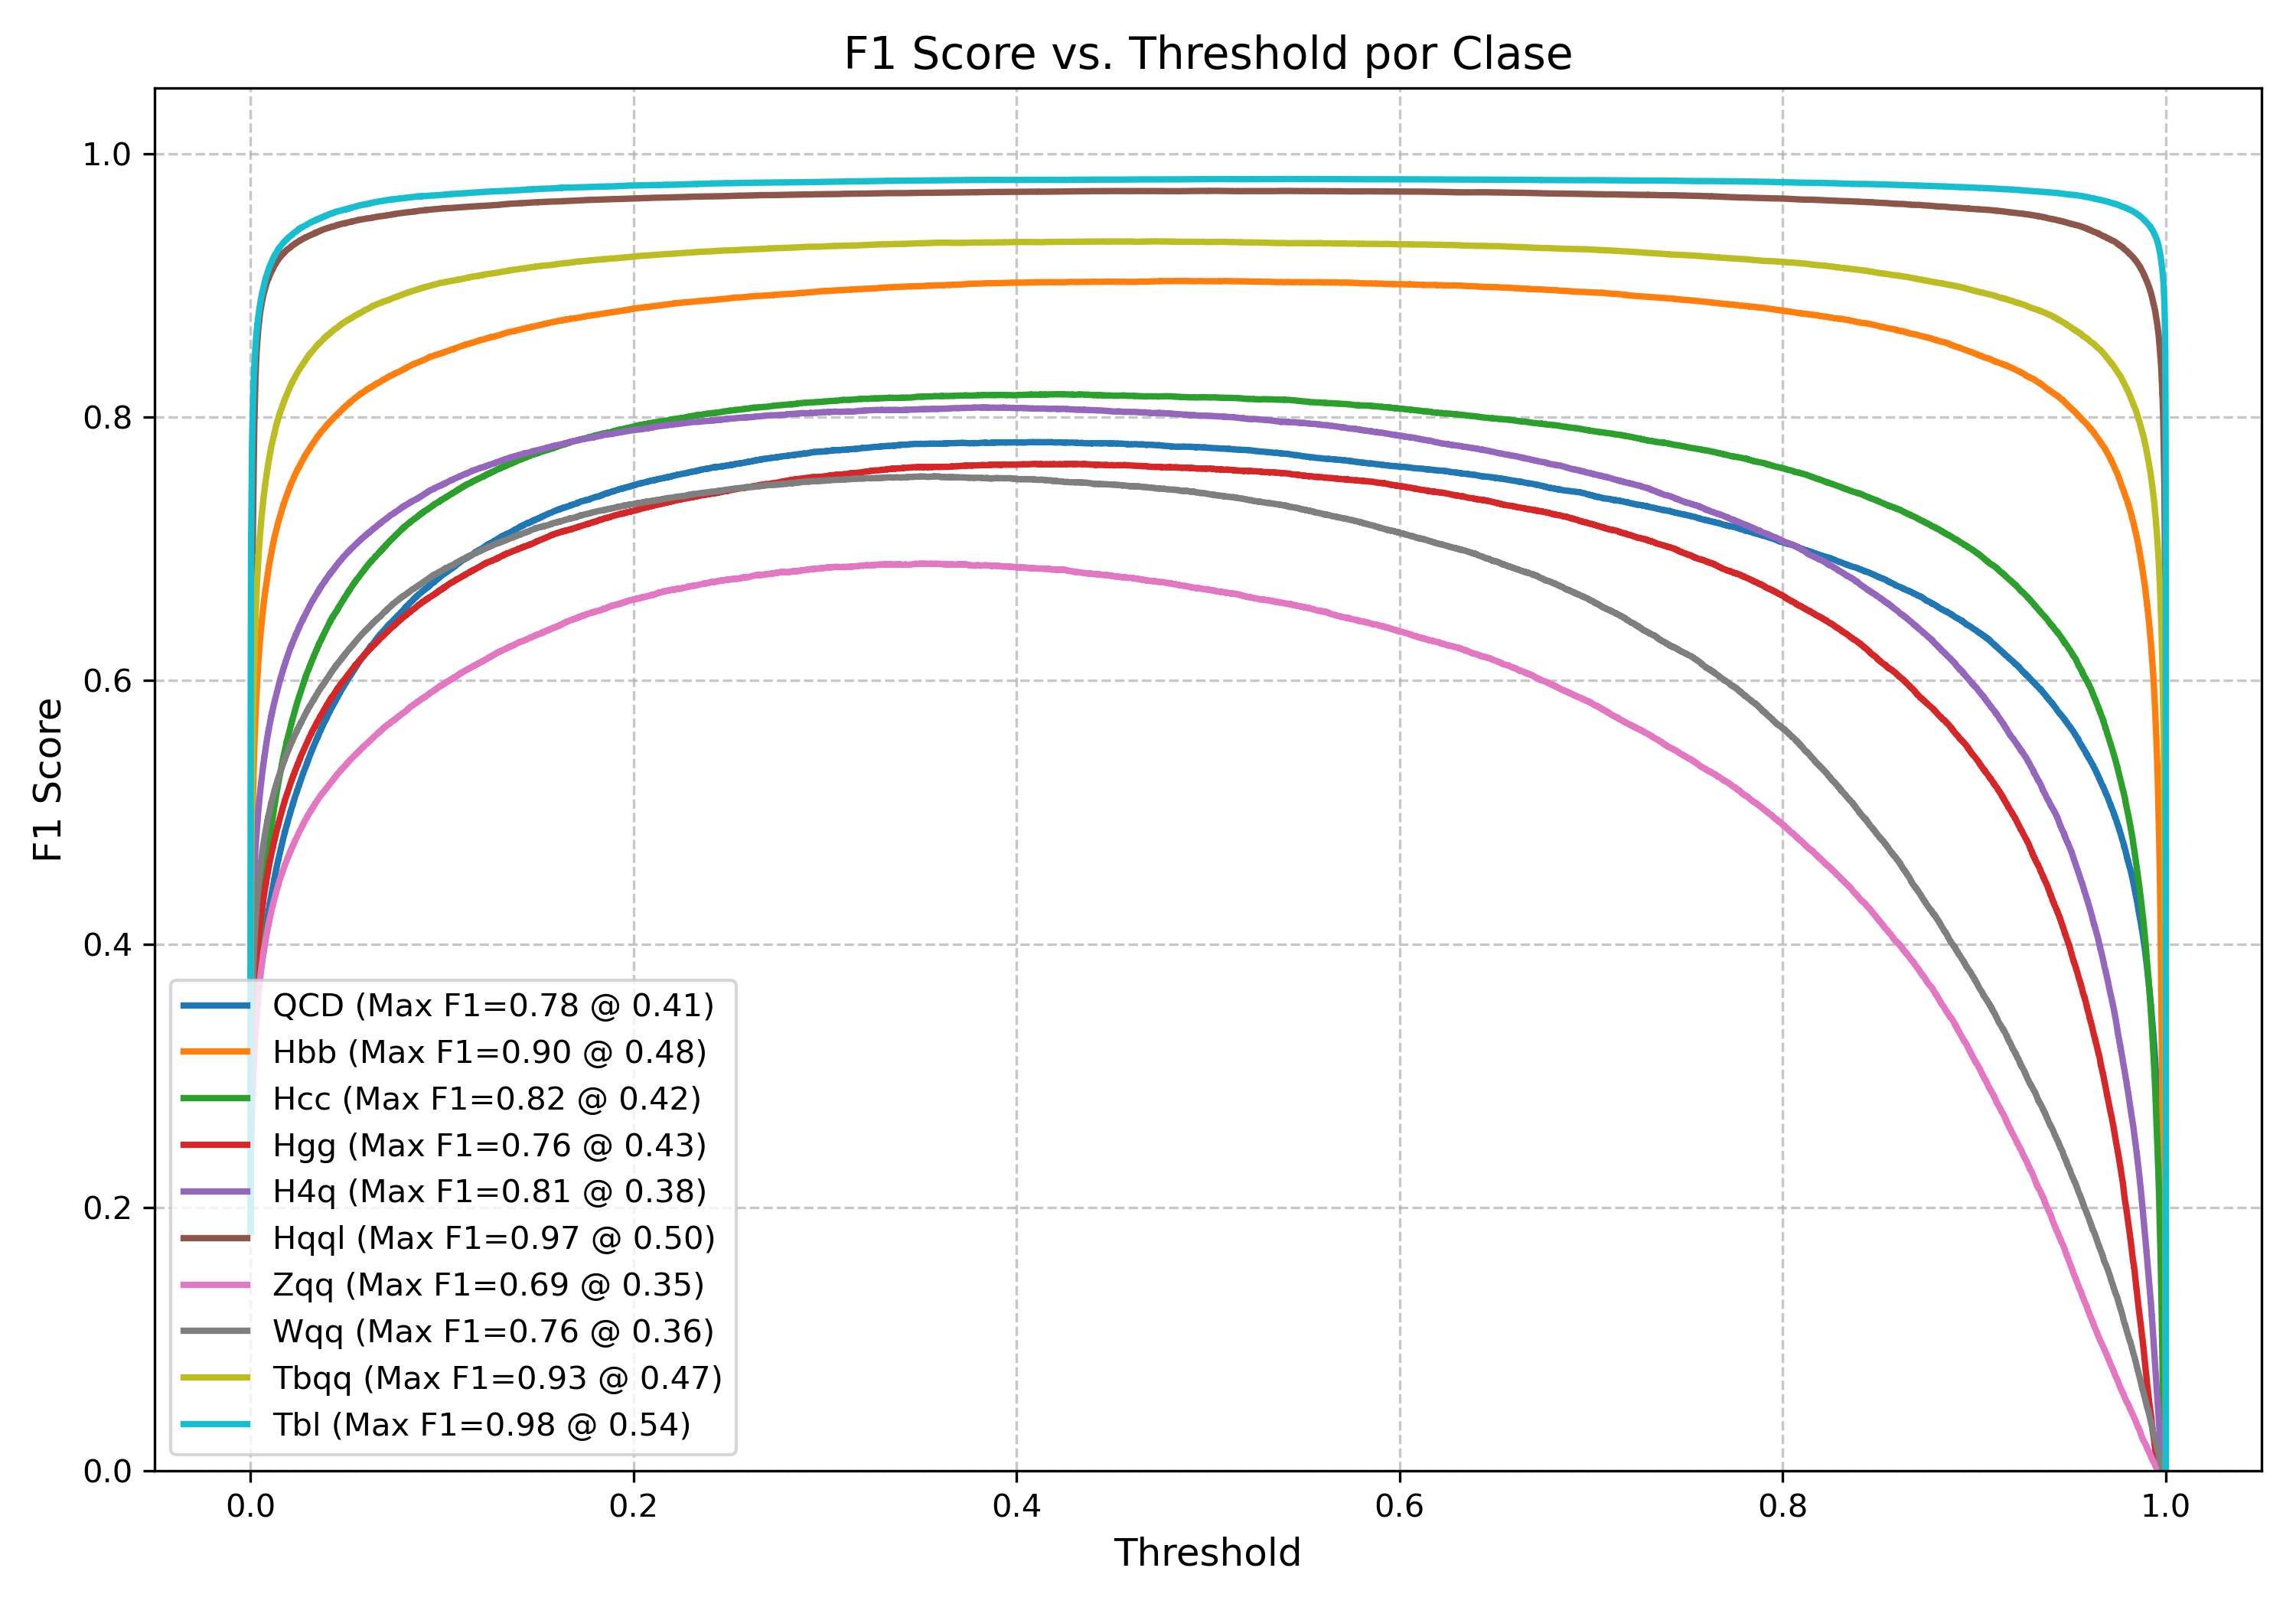 F1 Score vs. Threshold por Clase
F1 Score
1.0
0.8
0.6
0.4
0.2
0.0
QCD (Max F1=0.78 @ 0.41)
Hbb (Max F1=0.90 @ 0.48)
Hcc (Max F1=0.82 @ 0.42)
Hgg (Max F1=0.76 @ 0.43)
H4q (Max F1=0.81 @ 0.38)
Hqql (Max F1=0.97 @ 0.50)
Zqq (Max F1=0.69 @ 0.35)
Wqq (Max F1=0.76 @ 0.36)
Tbqq (Max F1=0.93 @ 0.47)
Tbl (Max F1=0.98 @ 0.54)
0.0 0.2 0.4 0.6 0.8 1.0
Threshold